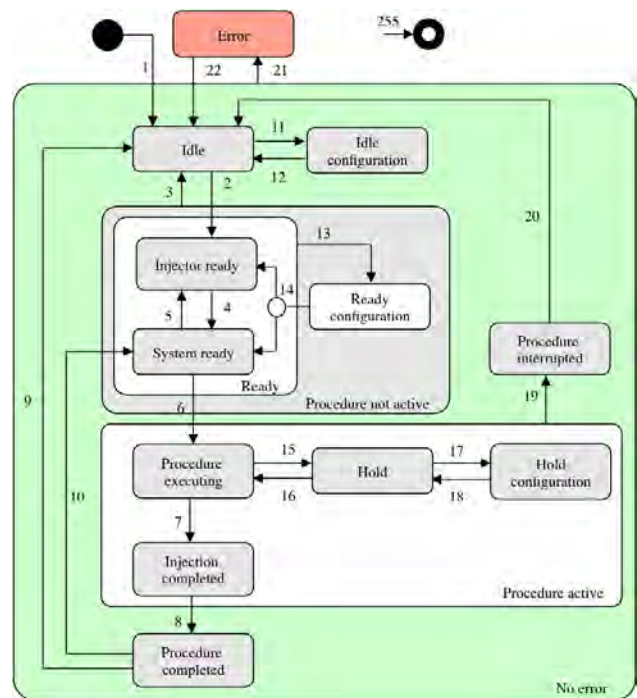 Error
255
1
22
21
11
Idle
Idle
configuration
12
3
2
20
13
Injector ready
14
Ready
configuration
5
4
System ready
Procedure
interrupted
Ready
9
6
Procedure not active
19
10
15
17
Procedure
executing
Hold
Hold
configuration
16
18
7
Injection
completed
Procedure active
8
Procedure
completed
No error